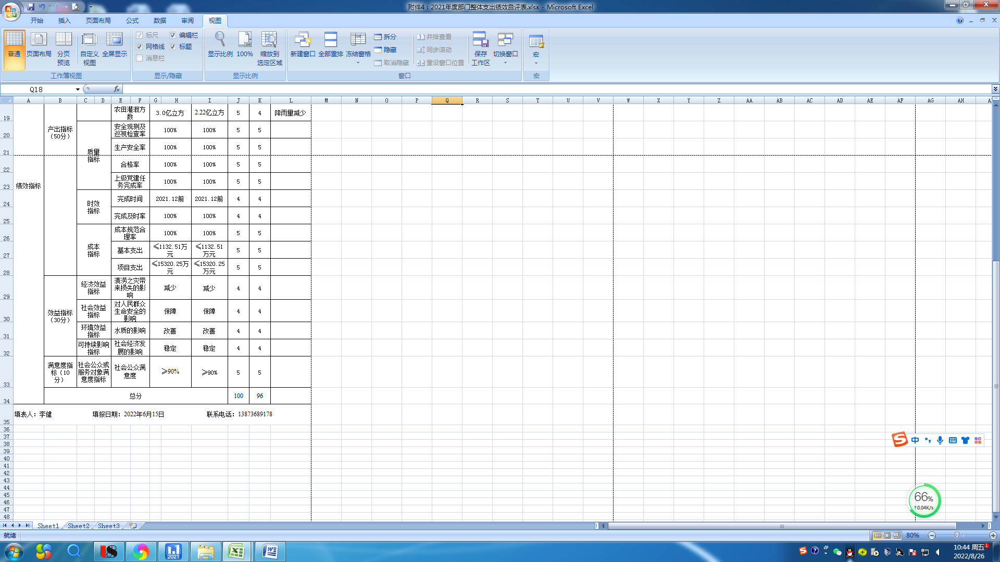 附件4：2021年度部门整体支出绩效自评表.xlsx - Microsoft Excel
开始 插入 页面布局 公式 数据 审阅 视图
普通 页面布局 分页预览 自定义视图 全屏显示
工作簿视图
标尺 编辑栏
网格线 标题
消息栏
显示/隐藏
显示比例 100% 缩放到选定区域
显示比例
新建窗口 全部重排 冻结窗格
拆分 并排查看
隐藏 同步滚动
取消隐藏 重设窗口位置
保存工作区 切换窗口
窗口
宏
宏
Q18 fx
A B C D E F G H I J K L M N O P Q R S T U V W X Y Z AA AB AC AD AE AF AG AH
19 农田灌溉方数 3.0亿立方 2.22亿立方 5 4 降雨量减少
产出指标（50分）
20 安全观测及巡视检查率 100% 100% 5 5
21 生产安全率 100% 100% 5 5
质量指标
22 合格率 100% 100% 5 5
23 绩效指标 上级党建任务完成率 100% 100% 5 5
24 时效指标 完成时间 2021.12前 2021.12前 4 4
25 完成及时率 100% 100% 4 4
26 成本规范合理率 100% 100% 5 5
27 成本指标 基本支出 ≤1132.51万元 ≤1132.51万元 5 5
28 项目支出 ≤15320.25万元 ≤15320.25万元 5 5
29 经济效益指标 渍涝之灾带来损失的影响 减少 减少 4 4
30 效益指标（30分） 社会效益指标 对人民群众生命安全的影响 保障 保障 4 4
31 环境效益指标 水质的影响 改善 改善 4 4
32 可持续影响指标 社会经济发展的影响 稳定 稳定 4 4
33 满意度指标（10分） 社会公众或服务对象满意度指标 社会公众满意度 ≥90% ≥90% 5 5
34 总分 100 96
35 填表人：李健 填报日期：2022年6月15日 联系电话：13873689178
36
37
38
39
40
41
42
43
44
45
46
47
48
中
66%
0.04K/s
Sheet1 Sheet2 Sheet3
就绪 80%
2021
10:44 周五
2022/8/26